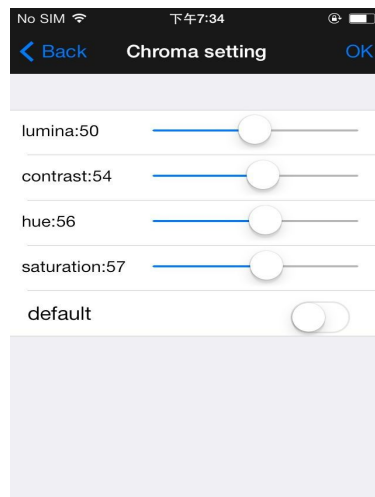 No SIM 下午7:34
Back Chroma setting OK
lumina:50
contrast:54
hue:56
saturation:57
default